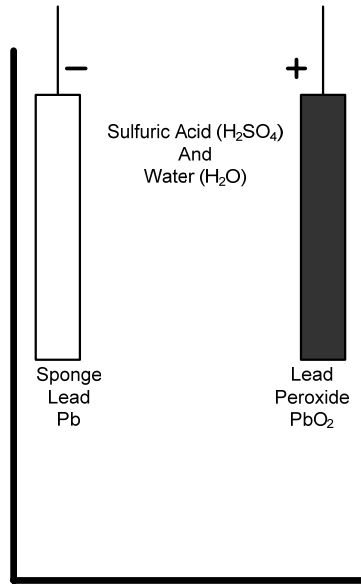 − +
Sulfuric Acid (H₂SO₄)
And
Water (H₂O)
Sponge
Lead
Pb
Lead
Peroxide
PbO₂